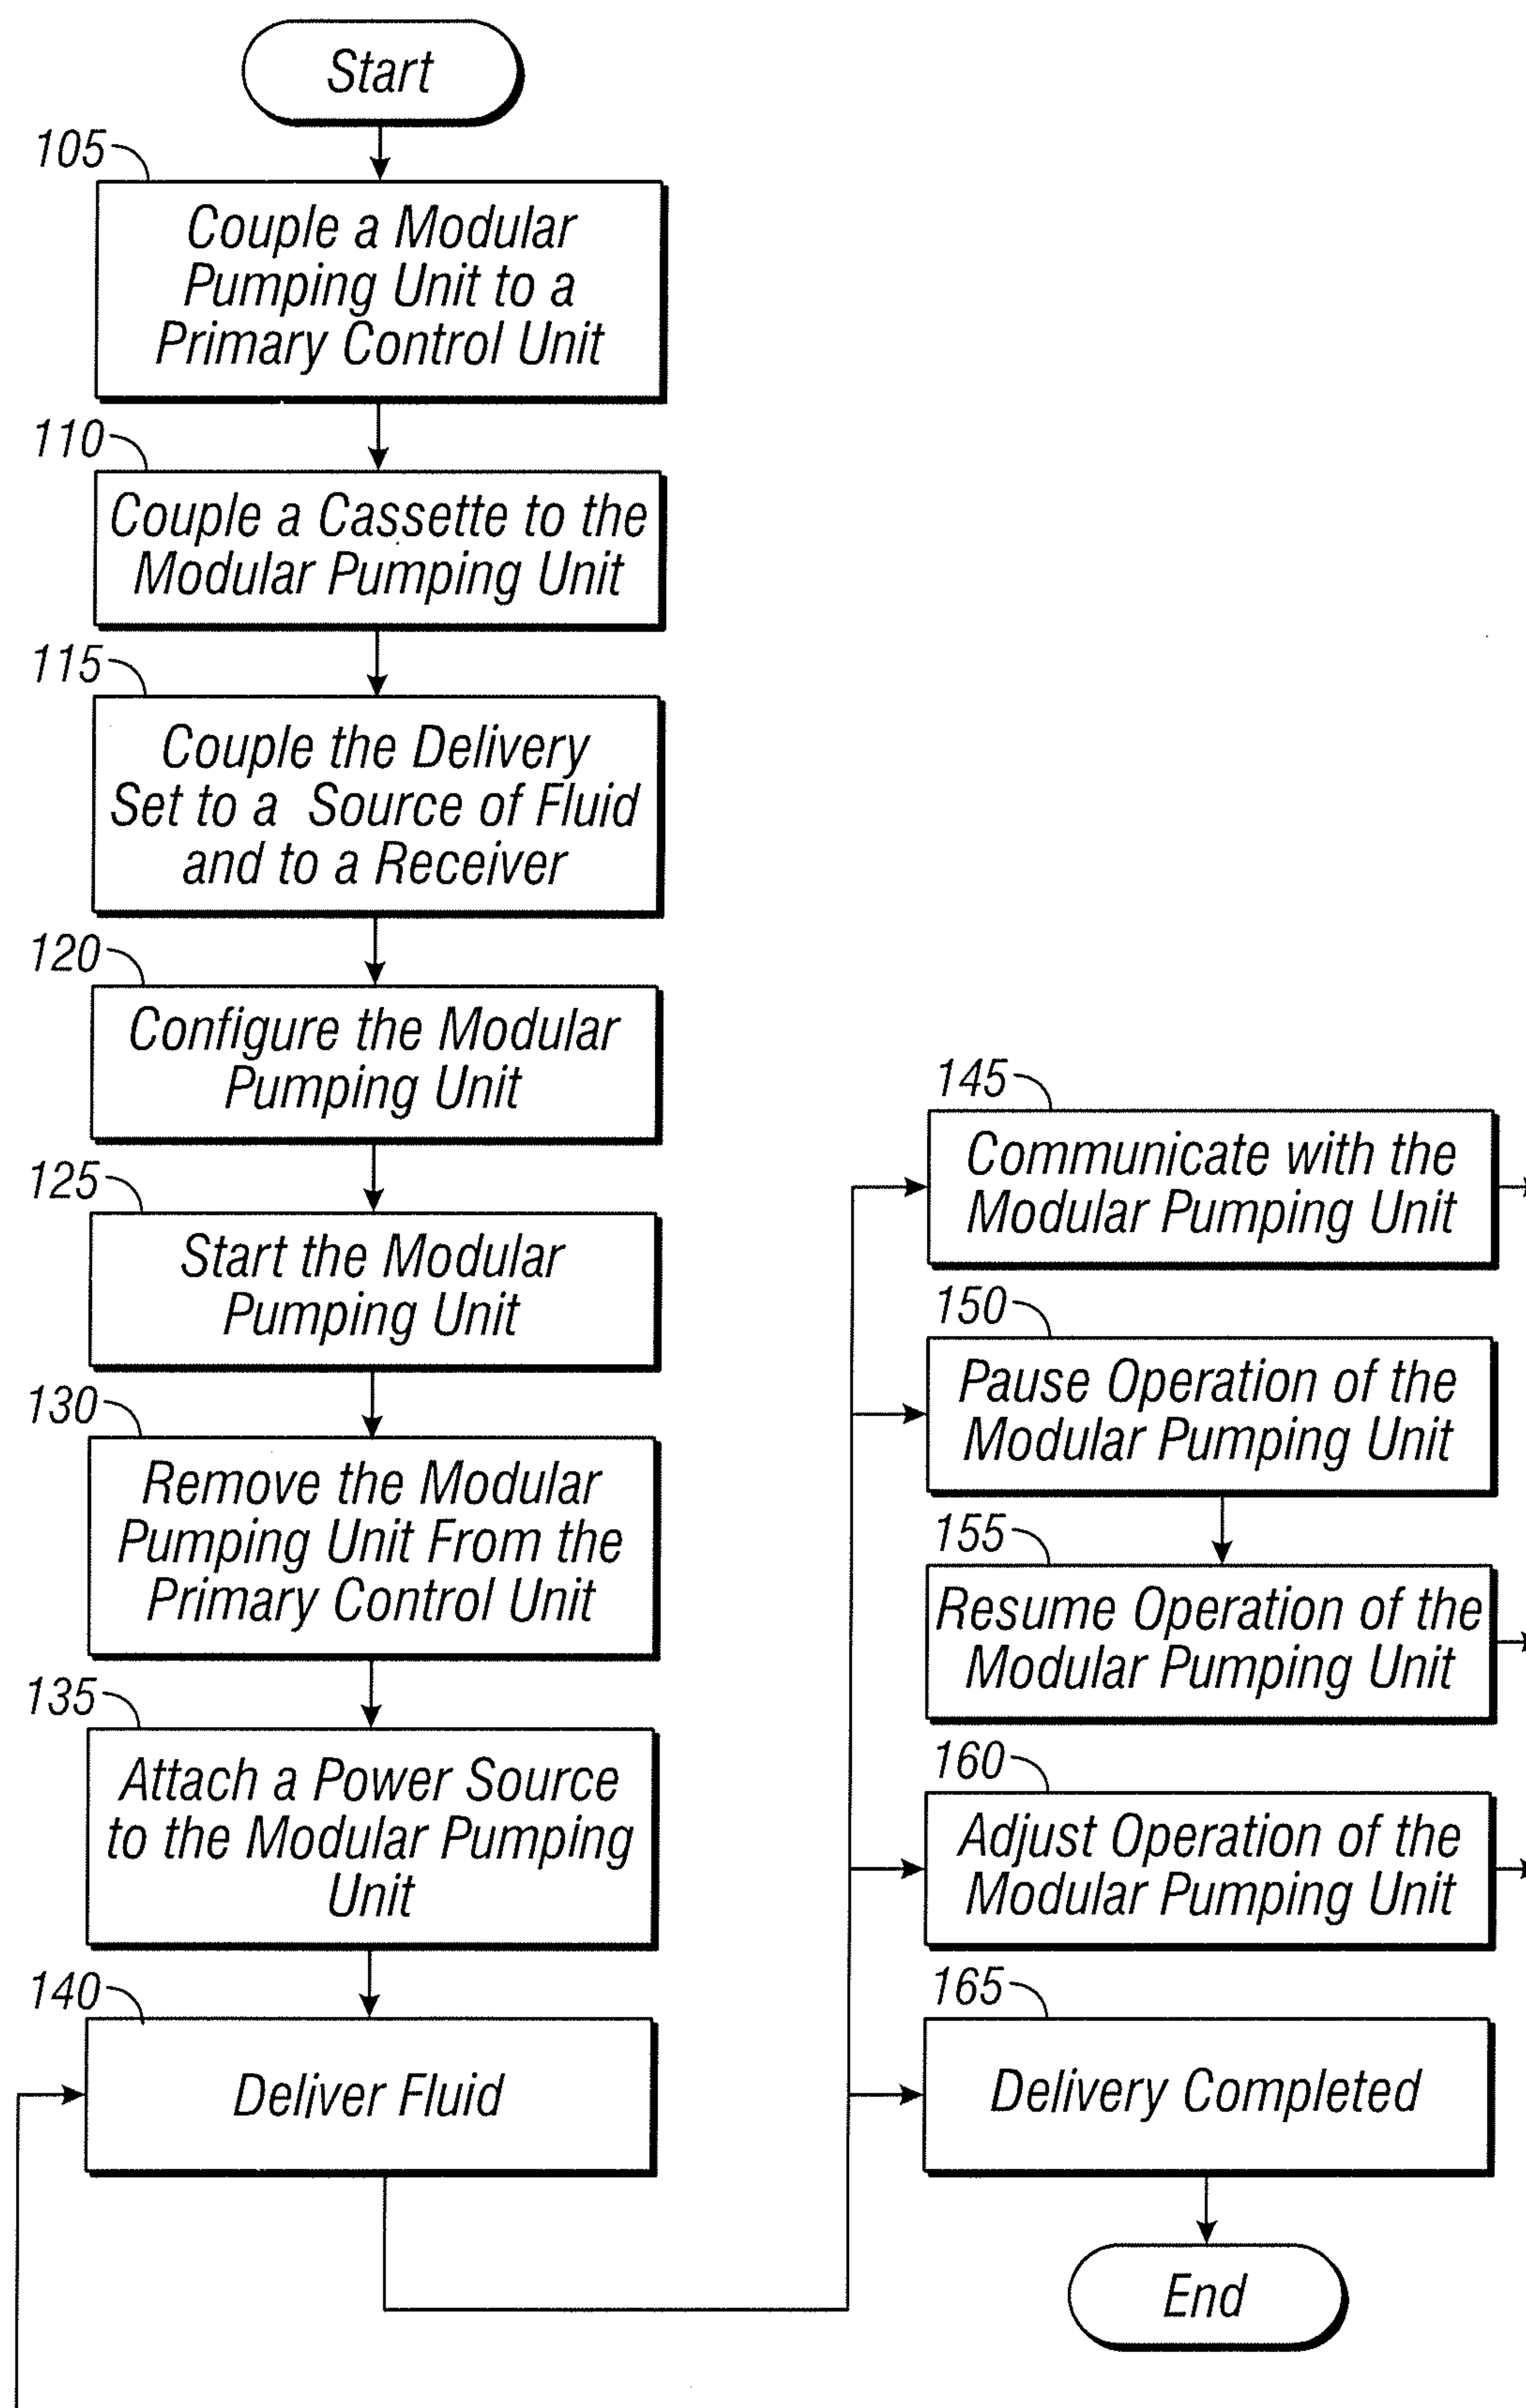 Start
105
Couple a Modular
Pumping Unit to a
Primary Control Unit
110
Couple a Cassette to the
Modular Pumping Unit
115
Couple the Delivery
Set to a Source of Fluid
and to a Receiver
120
Configure the Modular
Pumping Unit
125
Start the Modular
Pumping Unit
130
Remove the Modular
Pumping Unit From the
Primary Control Unit
135
Attach a Power Source
to the Modular Pumping
Unit
140
Deliver Fluid
145
Communicate with the
Modular Pumping Unit
150
Pause Operation of the
Modular Pumping Unit
155
Resume Operation of the
Modular Pumping Unit
160
Adjust Operation of the
Modular Pumping Unit
165
Delivery Completed
End